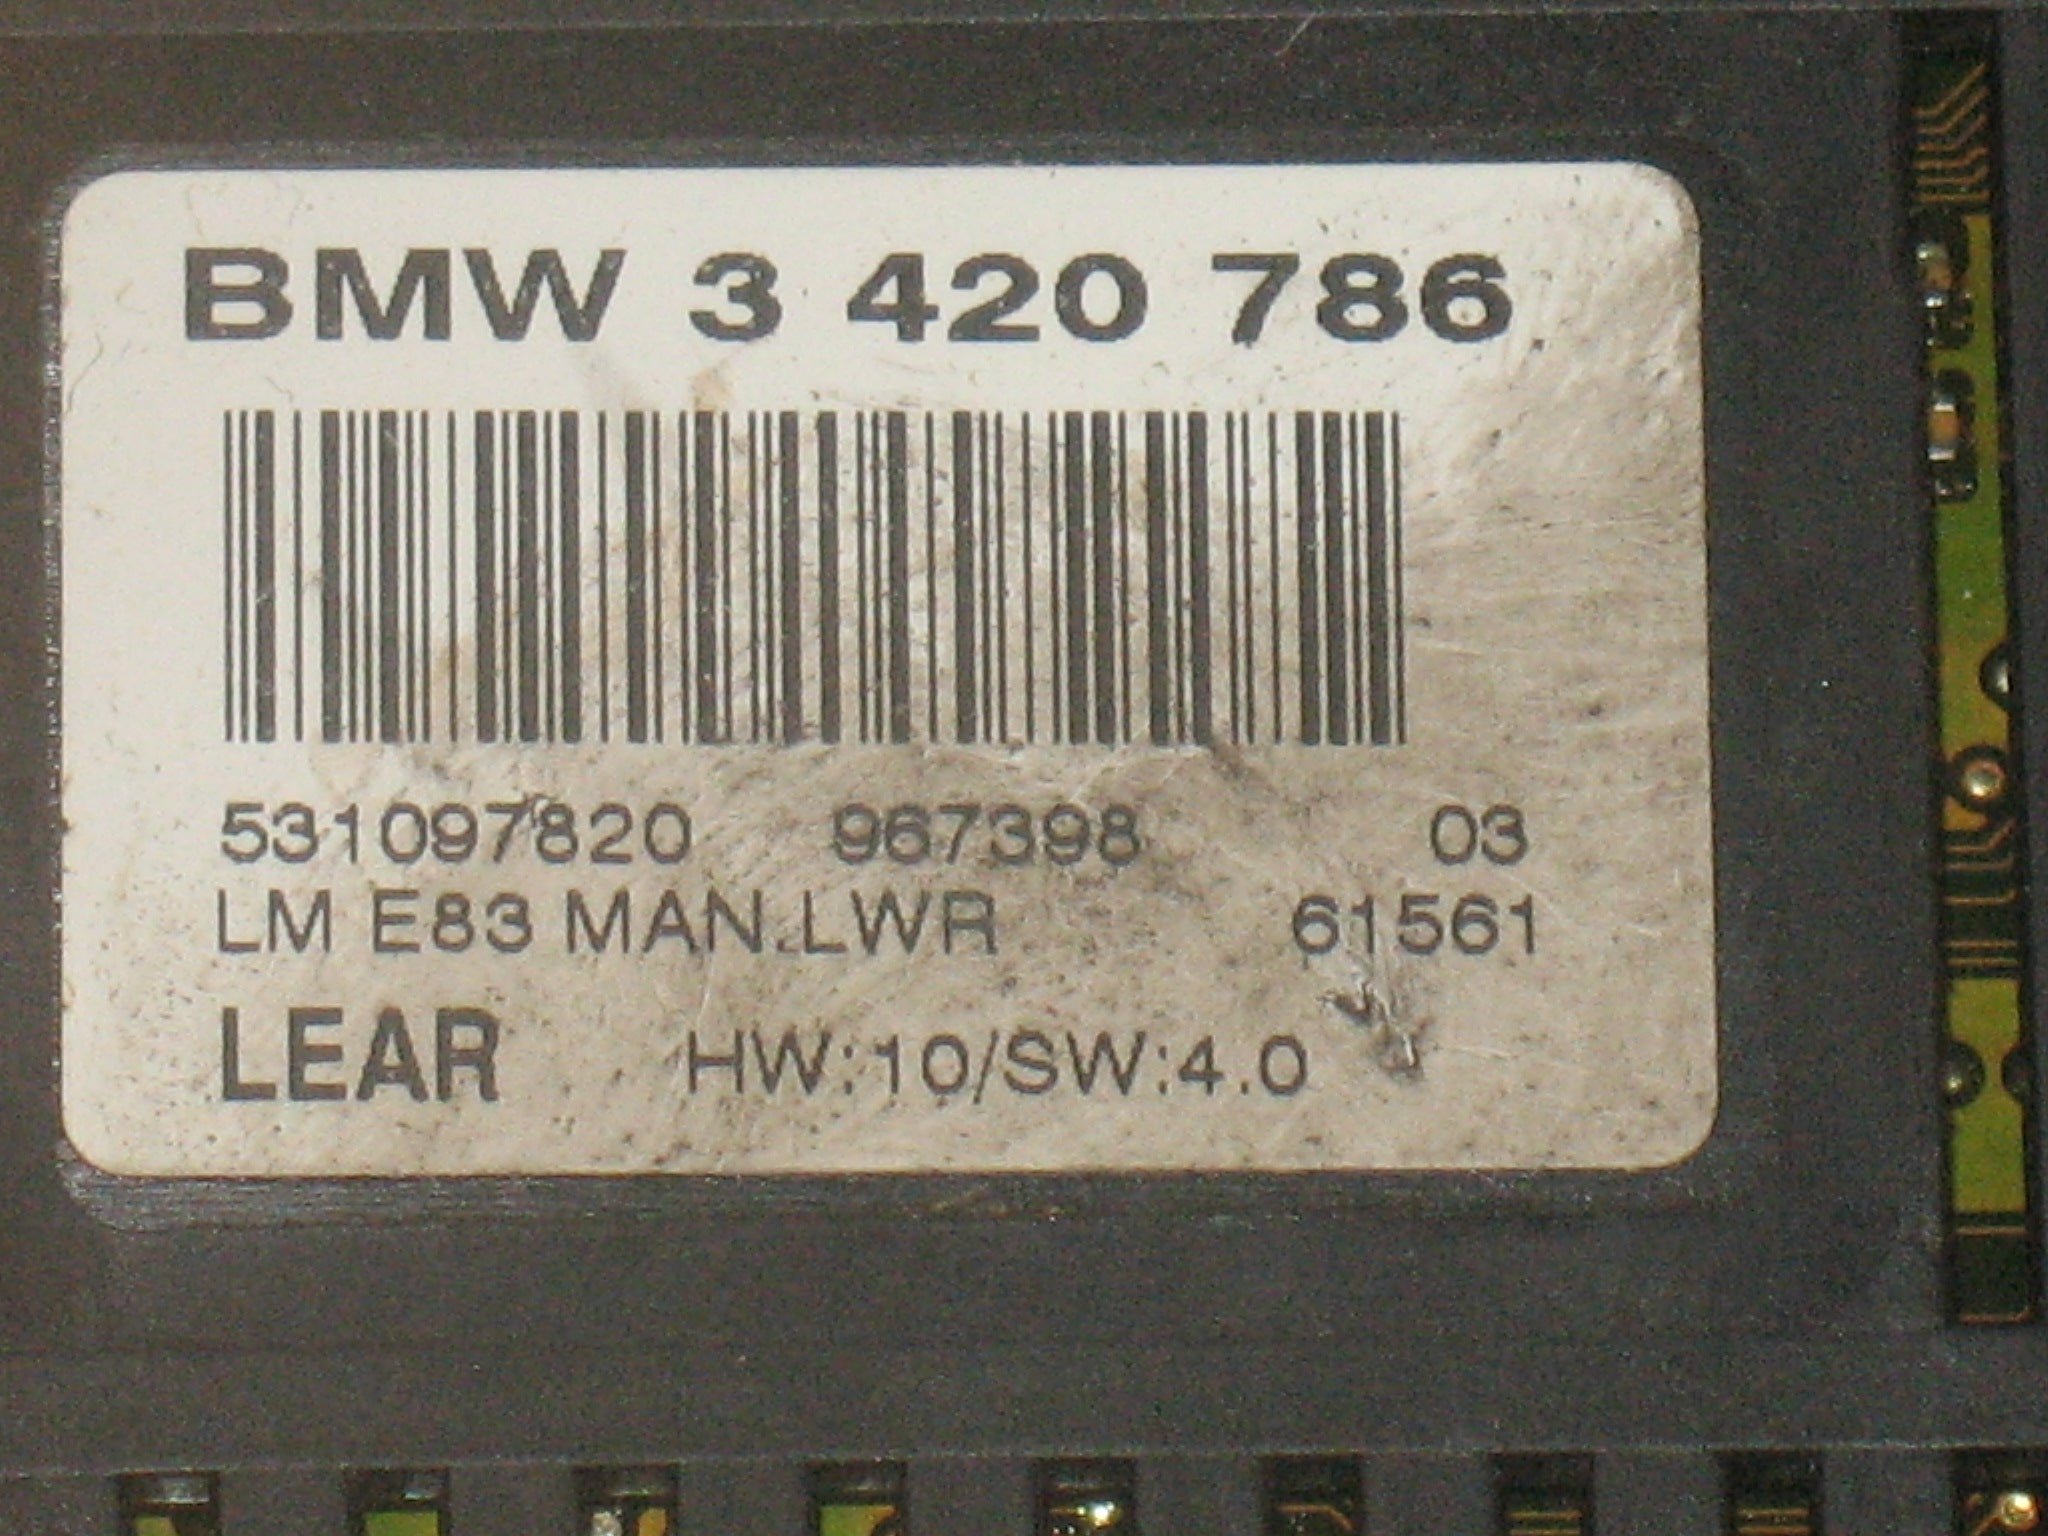 BMW 3 420 786
531097820 967398 03
LM E83 MAN.LWR 61561
LEAR HW:10/SW:4.0